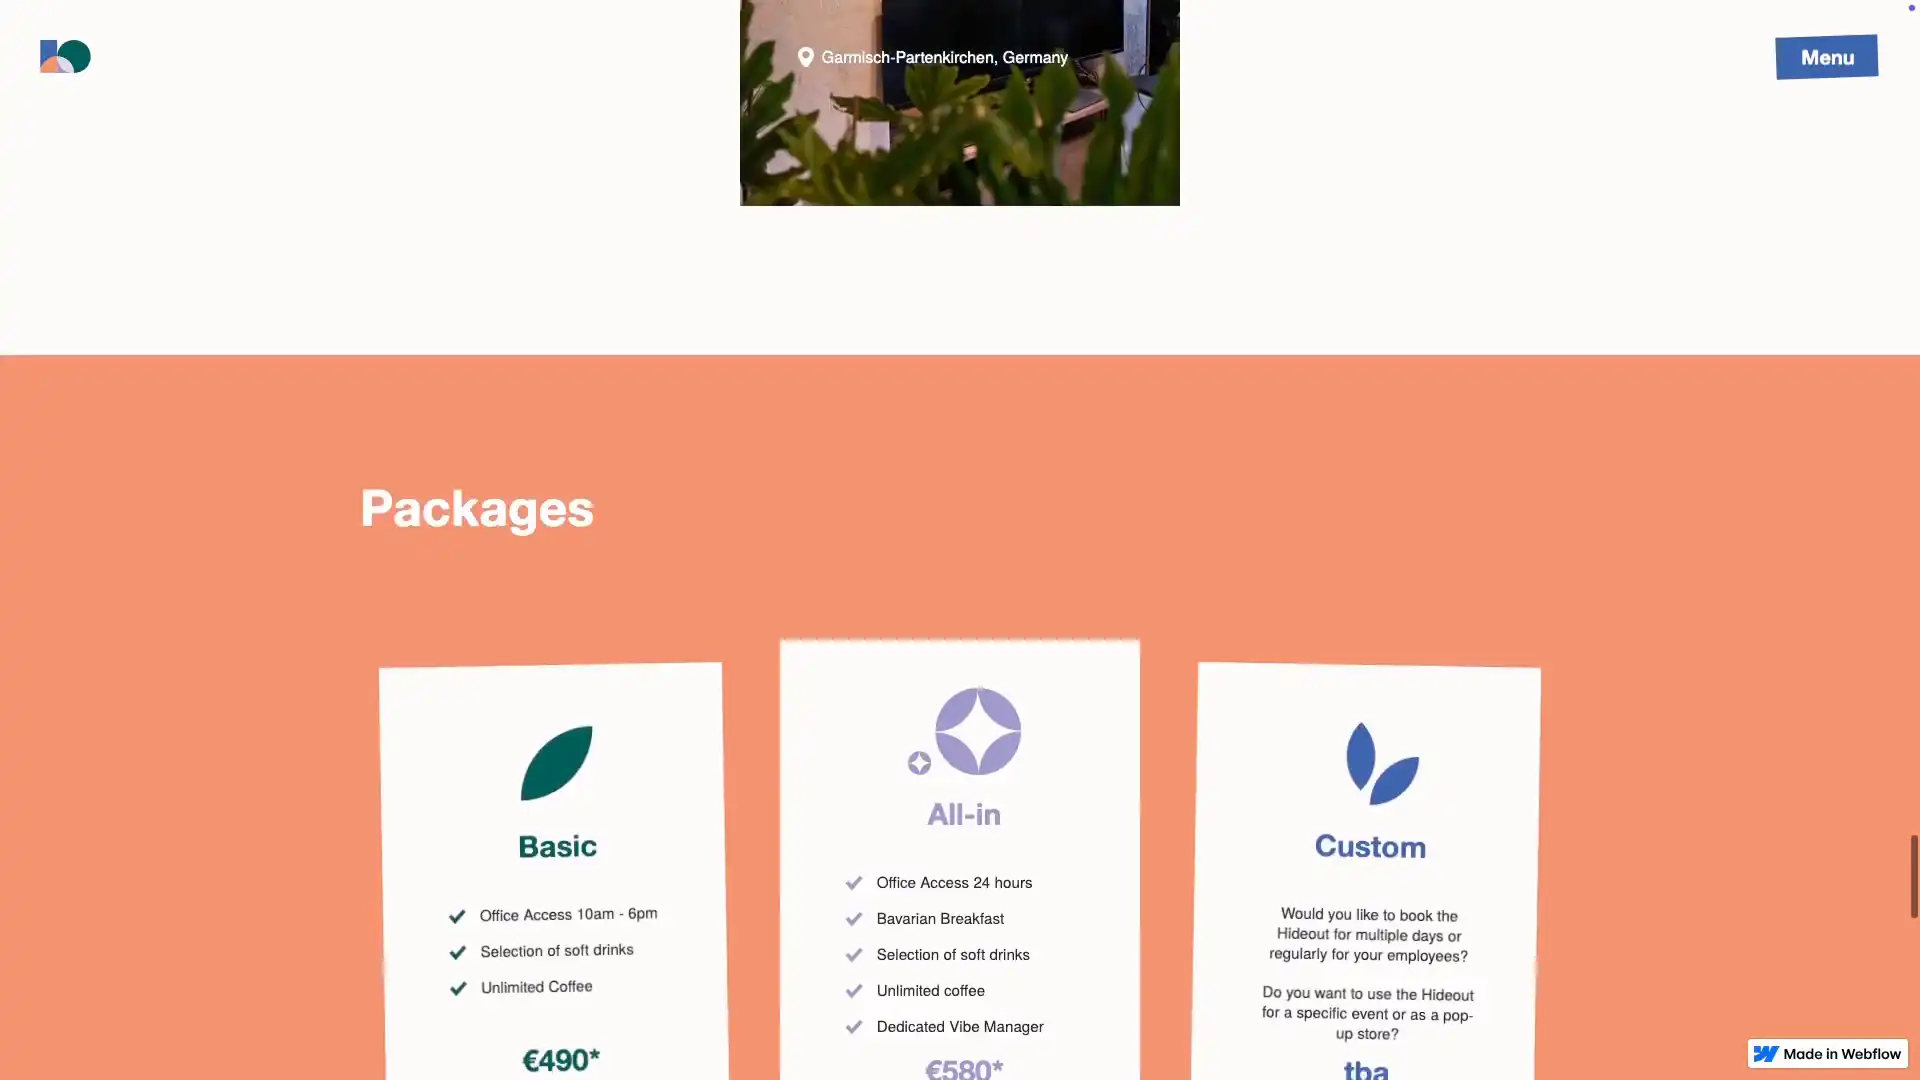 Garmisch-Partenkirchen, Germany
Menu
Packages
Basic
Office Access 10am - 6pm
Selection of soft drinks
Unlimited Coffee
€490*
All-in
Office Access 24 hours
Bavarian Breakfast
Selection of soft drinks
Unlimited coffee
Dedicated Vibe Manager
€580*
Custom
Would you like to book the
Hideout for multiple days or
regularly for your employees?
Do you want to use the Hideout
for a specific event or as a pop-
up store?
tba
Made in Webflow